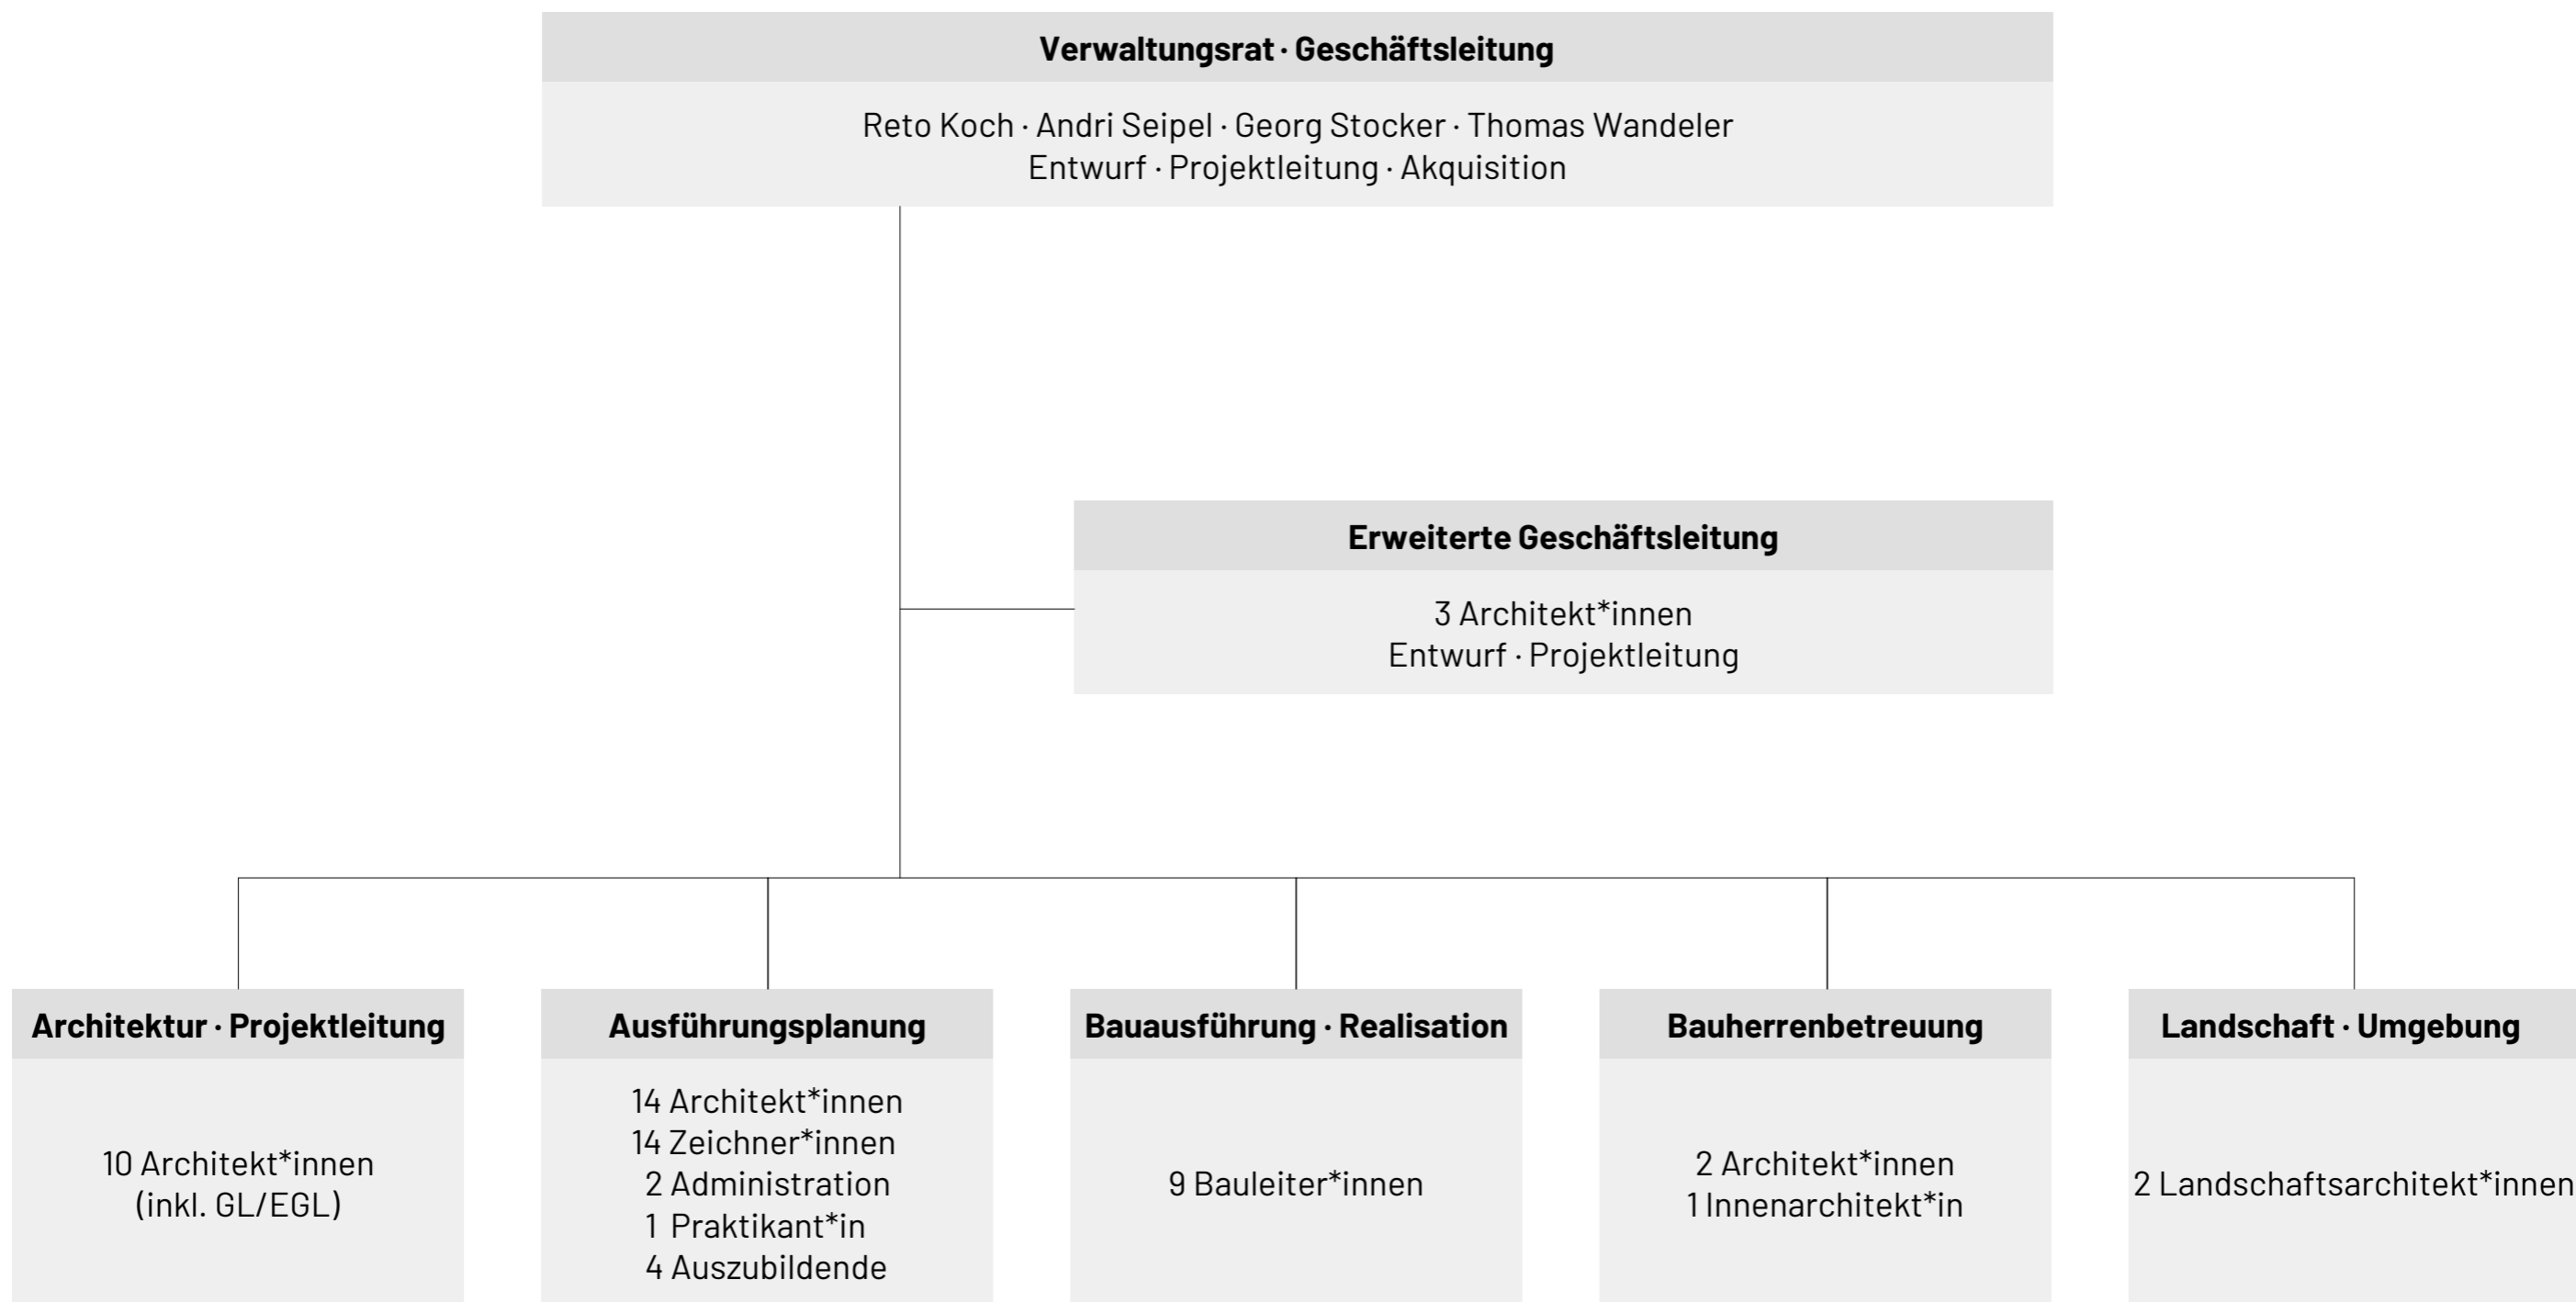 Verwaltungsrat · Geschäftsleitung
Reto Koch · Andri Seipel · Georg Stocker · Thomas Wandeler
Entwurf · Projektleitung · Akquisition
Erweiterte Geschäftsleitung
3 Architekt*innen
Entwurf · Projektleitung
Architektur · Projektleitung
10 Architekt*innen
(inkl. GL/EGL)
Ausführungsplanung
14 Architekt*innen
14 Zeichner*innen
2 Administration
1 Praktikant*in
4 Auszubildende
Bauausführung · Realisation
9 Bauleiter*innen
Bauherrenbetreuung
2 Architekt*innen
1 Innenarchitekt*in
Landschaft · Umgebung
2 Landschaftsarchitekt*innen